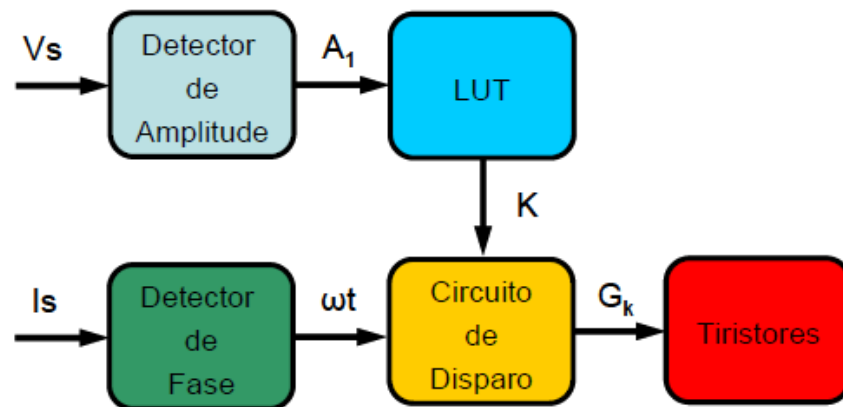 Vs
Detector
de
Amplitude
A₁
LUT
K
Is
Detector
de
Fase
ωt
Circuito
de
Disparo
Gₖ
Tiristores